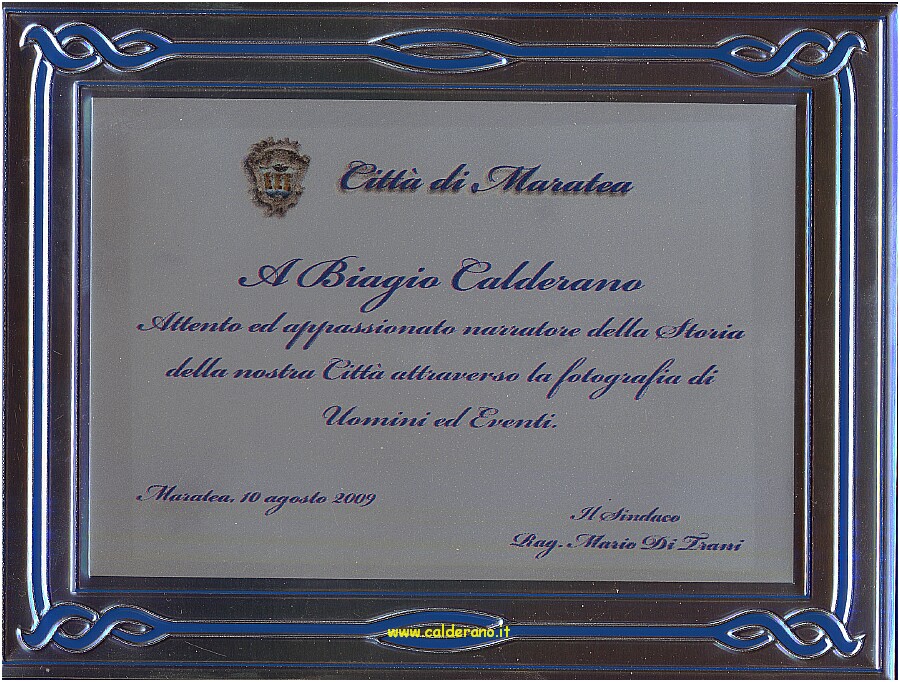 Città di Maratea
A Biagio Calderano
Attento ed appassionato narratore della Storia
della nostra Città attraverso la fotografia di
Uomini ed Eventi.
Maratea, 10 agosto 2009
Il Sindaco
Rag. Mario Di Trani
www.calderano.it